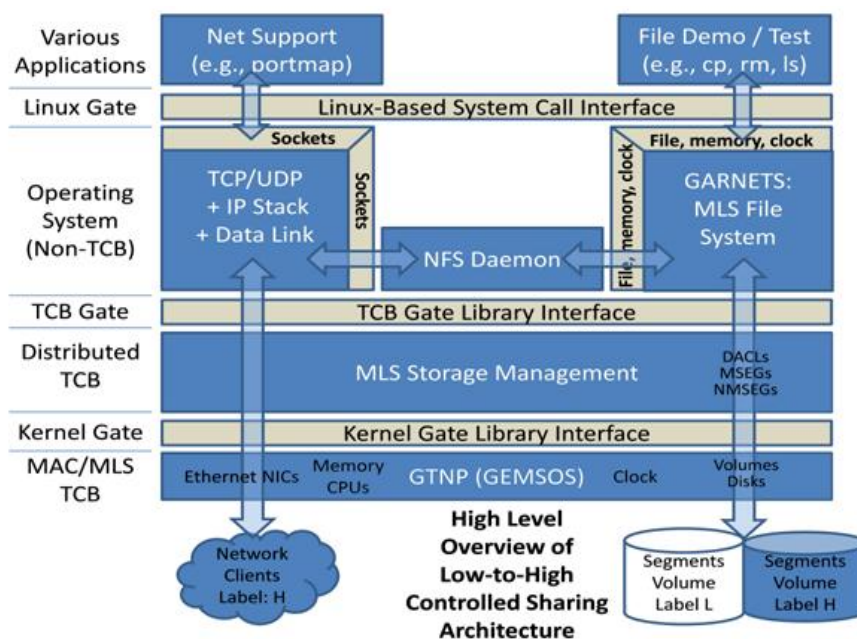 Various
Applications
Net Support
(e.g., portmap)
File Demo / Test
(e.g., cp, rm, ls)
Linux Gate
Linux-Based System Call Interface
Operating
System
(Non-TCB)
Sockets
TCP/UDP
+ IP Stack
+ Data Link
Sockets
NFS Daemon
File, memory, clock
File, memory, clock
GARNETS:
MLS File
System
TCB Gate
TCB Gate Library Interface
Distributed
TCB
MLS Storage Management
DACLs
MSEGs
NMSEGs
Kernel Gate
Kernel Gate Library Interface
MAC/MLS
TCB
Ethernet NICs
Memory
CPUs
GTNP (GEMSOS)
Clock
Volumes
Disks
Network
Clients
Label: H
High Level
Overview of
Low-to-High
Controlled Sharing
Architecture
Segments
Volume
Label L
Segments
Volume
Label H